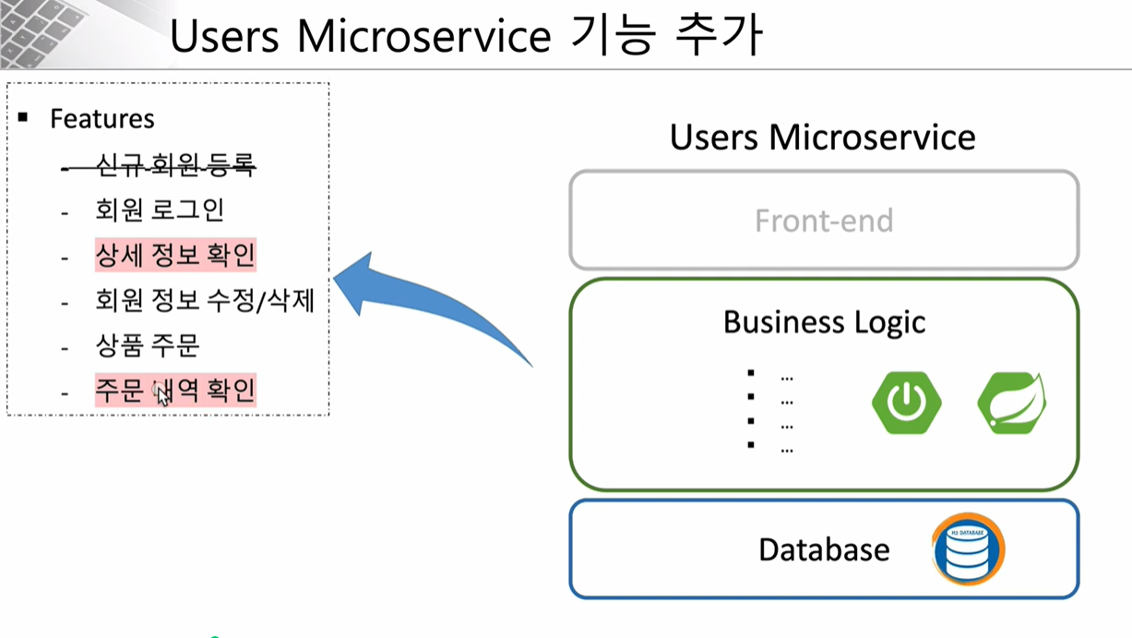 Users Microservice 기능 추가
▪ Features
- 신규 회원 등록
- 회원 로그인
- 상세 정보 확인
- 회원 정보 수정/삭제
- 상품 주문
- 주문 내역 확인
Users Microservice
Front-end
Business Logic
▪ ...
▪ ...
▪ ...
▪ ...
Database
H2 DATABASE